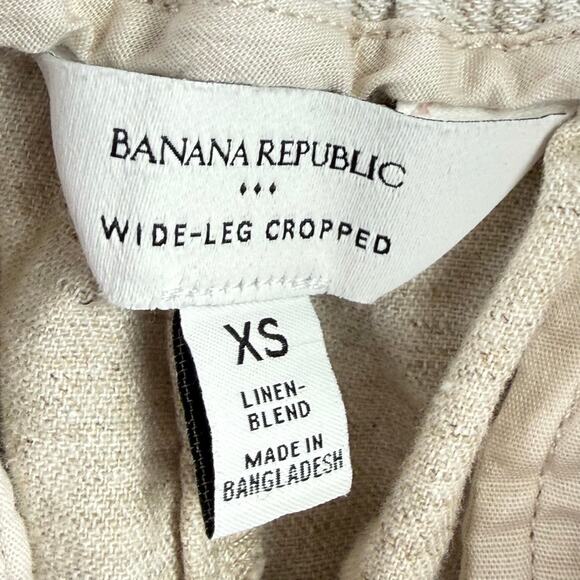 BANANA REPUBLIC
WIDE-LEG CROPPED
XS
LINEN-
BLEND
MADE IN
BANGLADESH